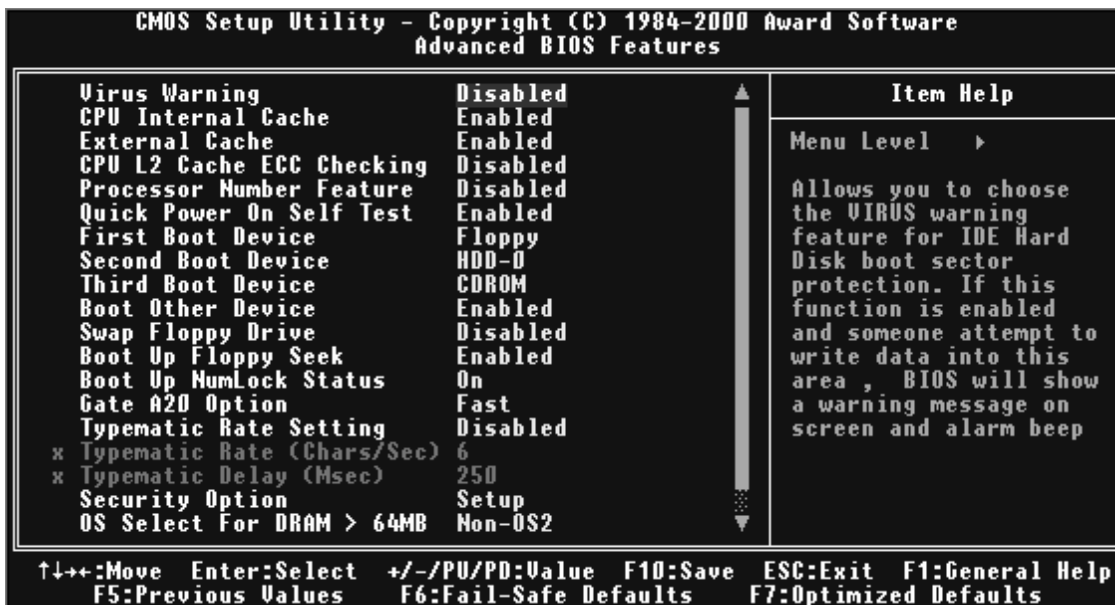 CMOS Setup Utility - Copyright (C) 1984-2000 Award Software
Advanced BIOS Features
Virus Warning Disabled
CPU Internal Cache Enabled
External Cache Enabled
CPU L2 Cache ECC Checking Disabled
Processor Number Feature Disabled
Quick Power On Self Test Enabled
First Boot Device Floppy
Second Boot Device HDD-0
Third Boot Device CDROM
Boot Other Device Enabled
Swap Floppy Drive Disabled
Boot Up Floppy Seek Enabled
Boot Up NumLock Status On
Gate A20 Option Fast
Typematic Rate Setting Disabled
x Typematic Rate (Chars/Sec) 6
x Typematic Delay (Msec) 250
Security Option Setup
OS Select For DRAM > 64MB Non-OS2
Item Help
Menu Level
Allows you to choose
the VIRUS warning
feature for IDE Hard
Disk boot sector
protection. If this
function is enabled
and someone attempt to
write data into this
area , BIOS will show
a warning message on
screen and alarm beep
↑↓→←:Move Enter:Select +/-/PU/PD:Value F10:Save ESC:Exit F1:General Help
F5:Previous Values F6:Fail-Safe Defaults F7:Optimized Defaults